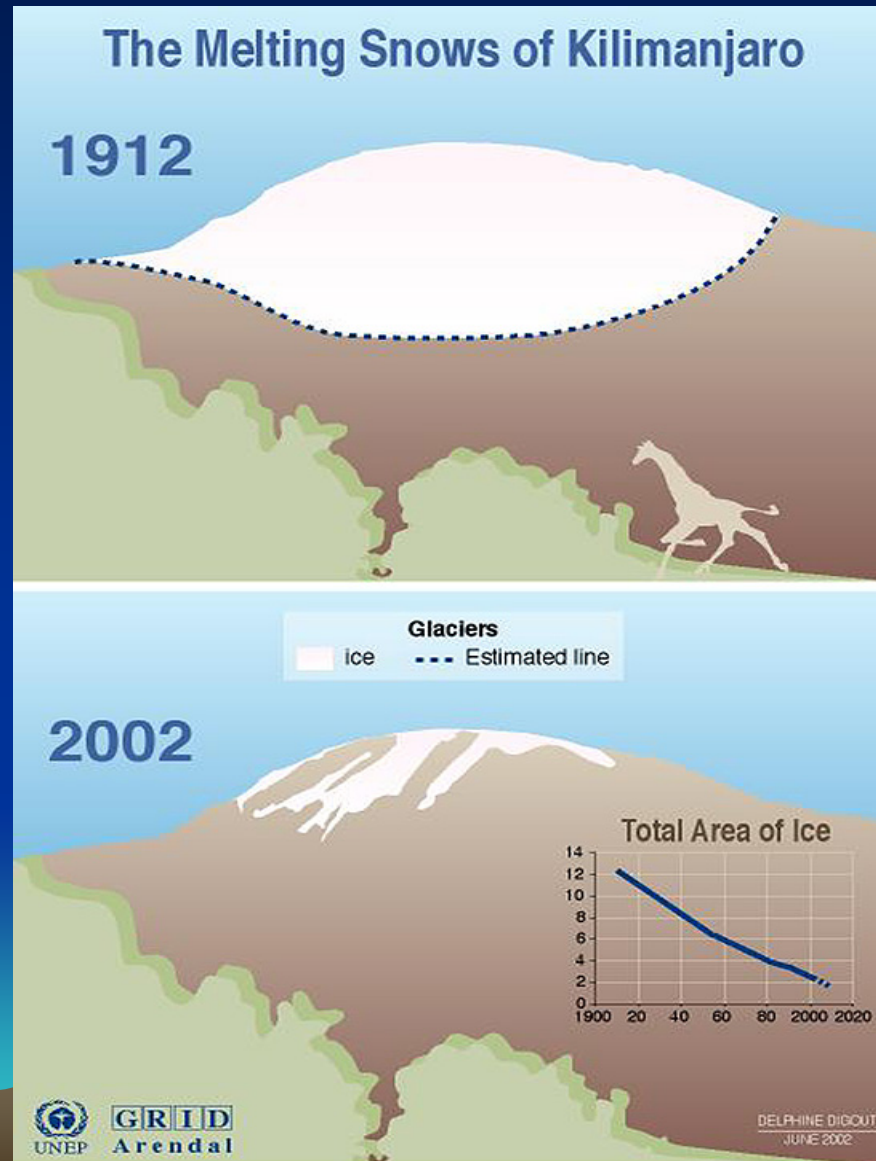 The Melting Snows of Kilimanjaro
1912
Glaciers
ice Estimated line
2002
Total Area of Ice
14
12
10
8
6
4
2
0
1900 20 40 60 80 2000 2020
UNEP
GRID
Arendal
DELPHINE DIGOUT
JUNE 2002